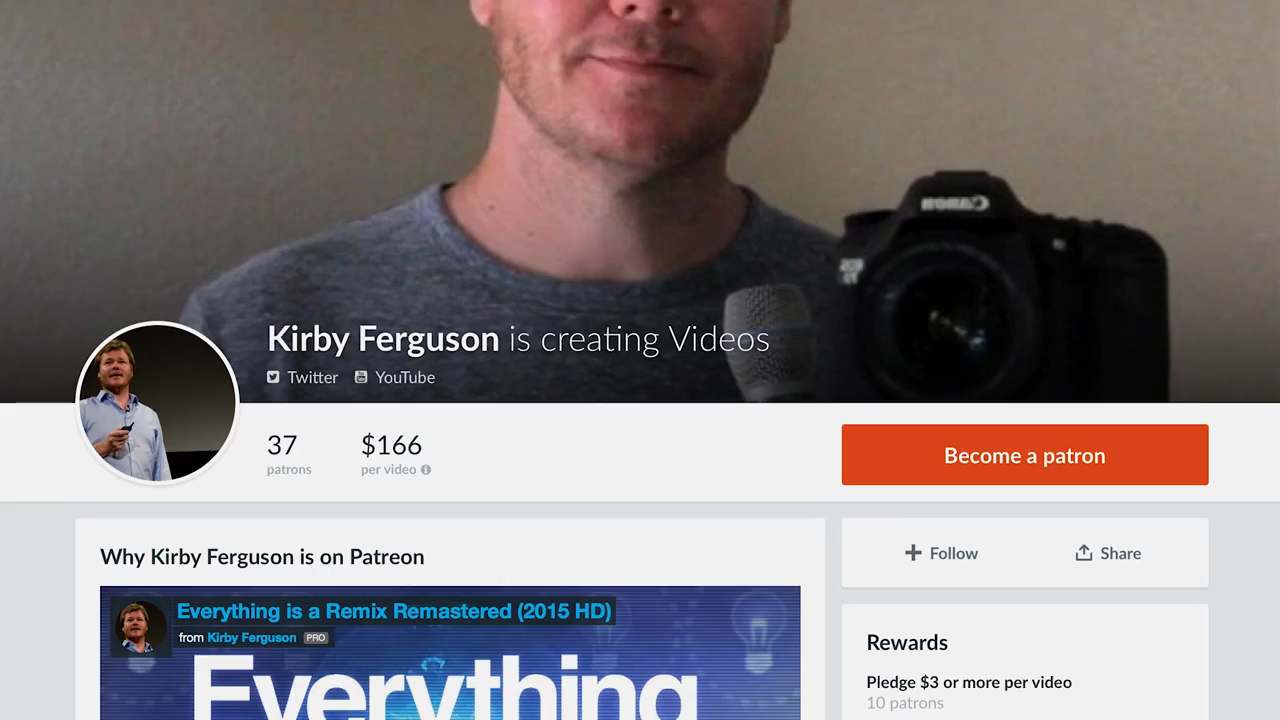 Canon
Kirby Ferguson is creating Videos
Twitter YouTube
37
patrons
$166
per video
Become a patron
Why Kirby Ferguson is on Patreon
Follow
Share
Everything is a Remix Remastered (2015 HD)
from Kirby Ferguson PRO
Everything
Rewards
Pledge $3 or more per video
10 patrons